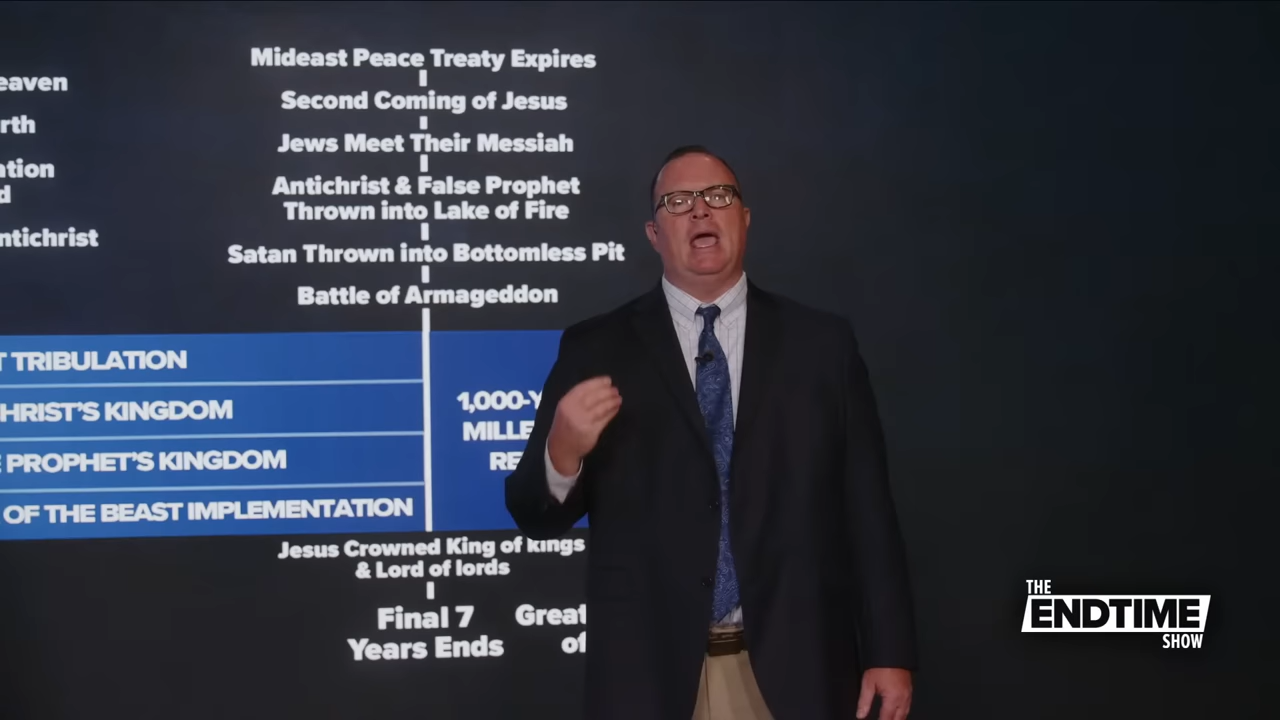 eaven
rth
ation
d
ntichrist
Mideast Peace Treaty Expires
Second Coming of Jesus
Jews Meet Their Messiah
Antichrist & False Prophet
Thrown into Lake of Fire
Satan Thrown into Bottomless Pit
Battle of Armageddon
T TRIBULATION
HRIST'S KINGDOM
E PROPHET'S KINGDOM
OF THE BEAST IMPLEMENTATION
1,000-Y
MILLE
RE
Jesus Crowned King of kings
& Lord of lords
Final 7
Years Ends
Great
of
THE
ENDTIME
SHOW